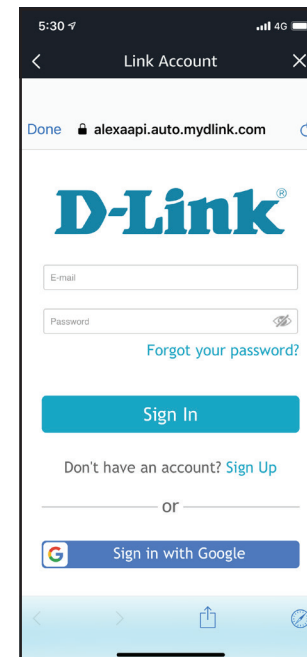 5:30
4G
Link Account
Done alexaapi.auto.mydlink.com
D-Link®
E-mail
Password
Forgot your password?
Sign In
Don't have an account? Sign Up
or
G Sign in with Google